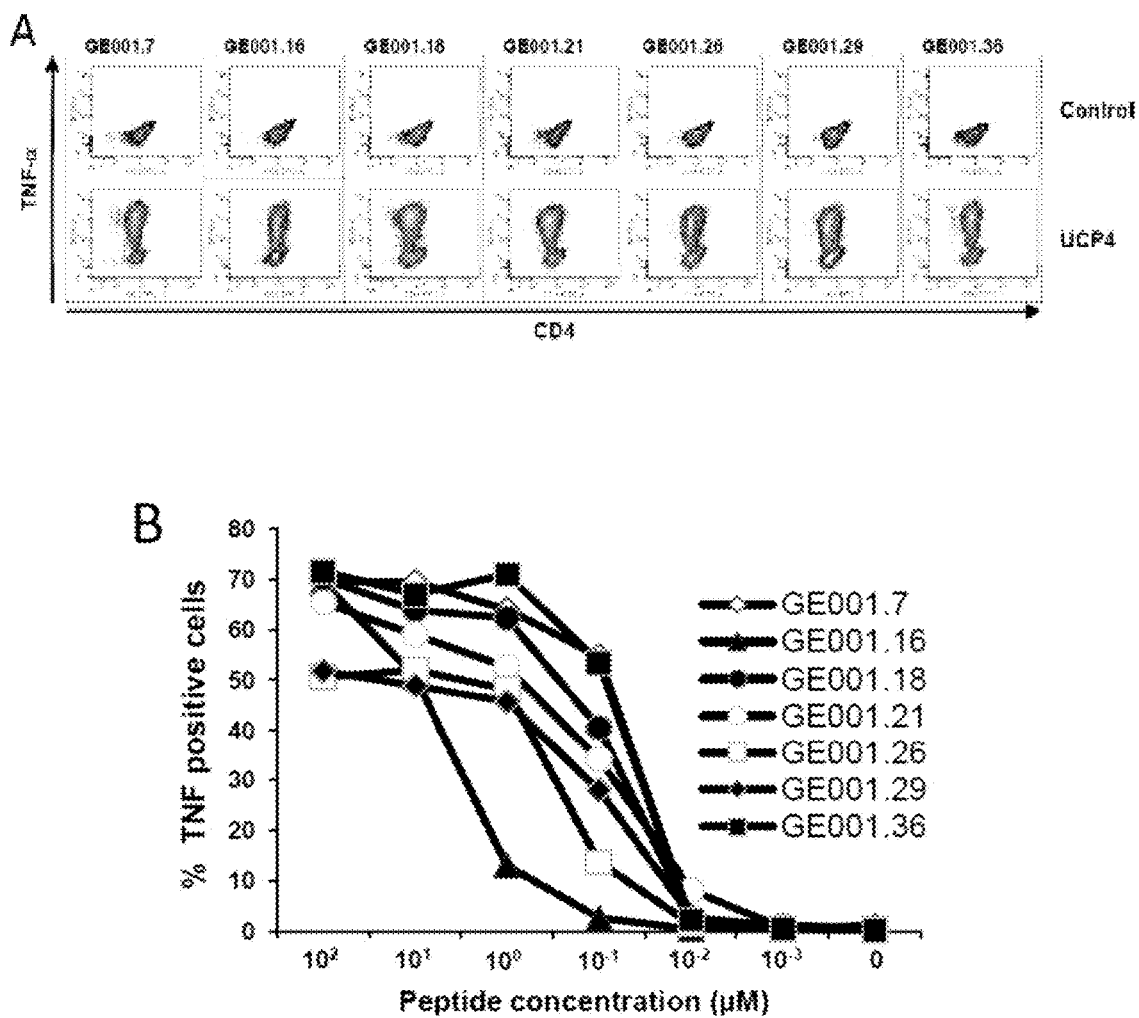 A
GE001.7 GE001.16 GE001.18 GE001.21 GE001.26 GE001.29 GE001.36
Control
TNF-α
UCP4
CD4
B
80
70
60
50
40
30
20
10
0
% TNF positive cells
GE001.7
GE001.16
GE001.18
GE001.21
GE001.26
GE001.29
GE001.36
10² 10¹ 10⁰ 10⁻¹ 10⁻² 10⁻³ 0
Peptide concentration (µM)